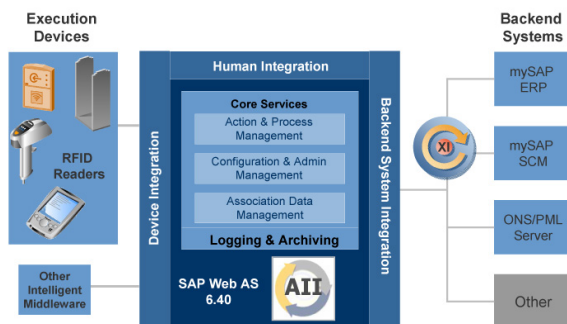 Execution
Devices
RFID
Readers
Other
Intelligent
Middleware
Device Integration
Human Integration
Core Services
Action & Process
Management
Configuration & Admin
Management
Association Data
Management
Logging & Archiving
SAP Web AS
6.40
AII
Backend System Integration
XI
Backend
Systems
mySAP
ERP
mySAP
SCM
ONS/PML
Server
Other